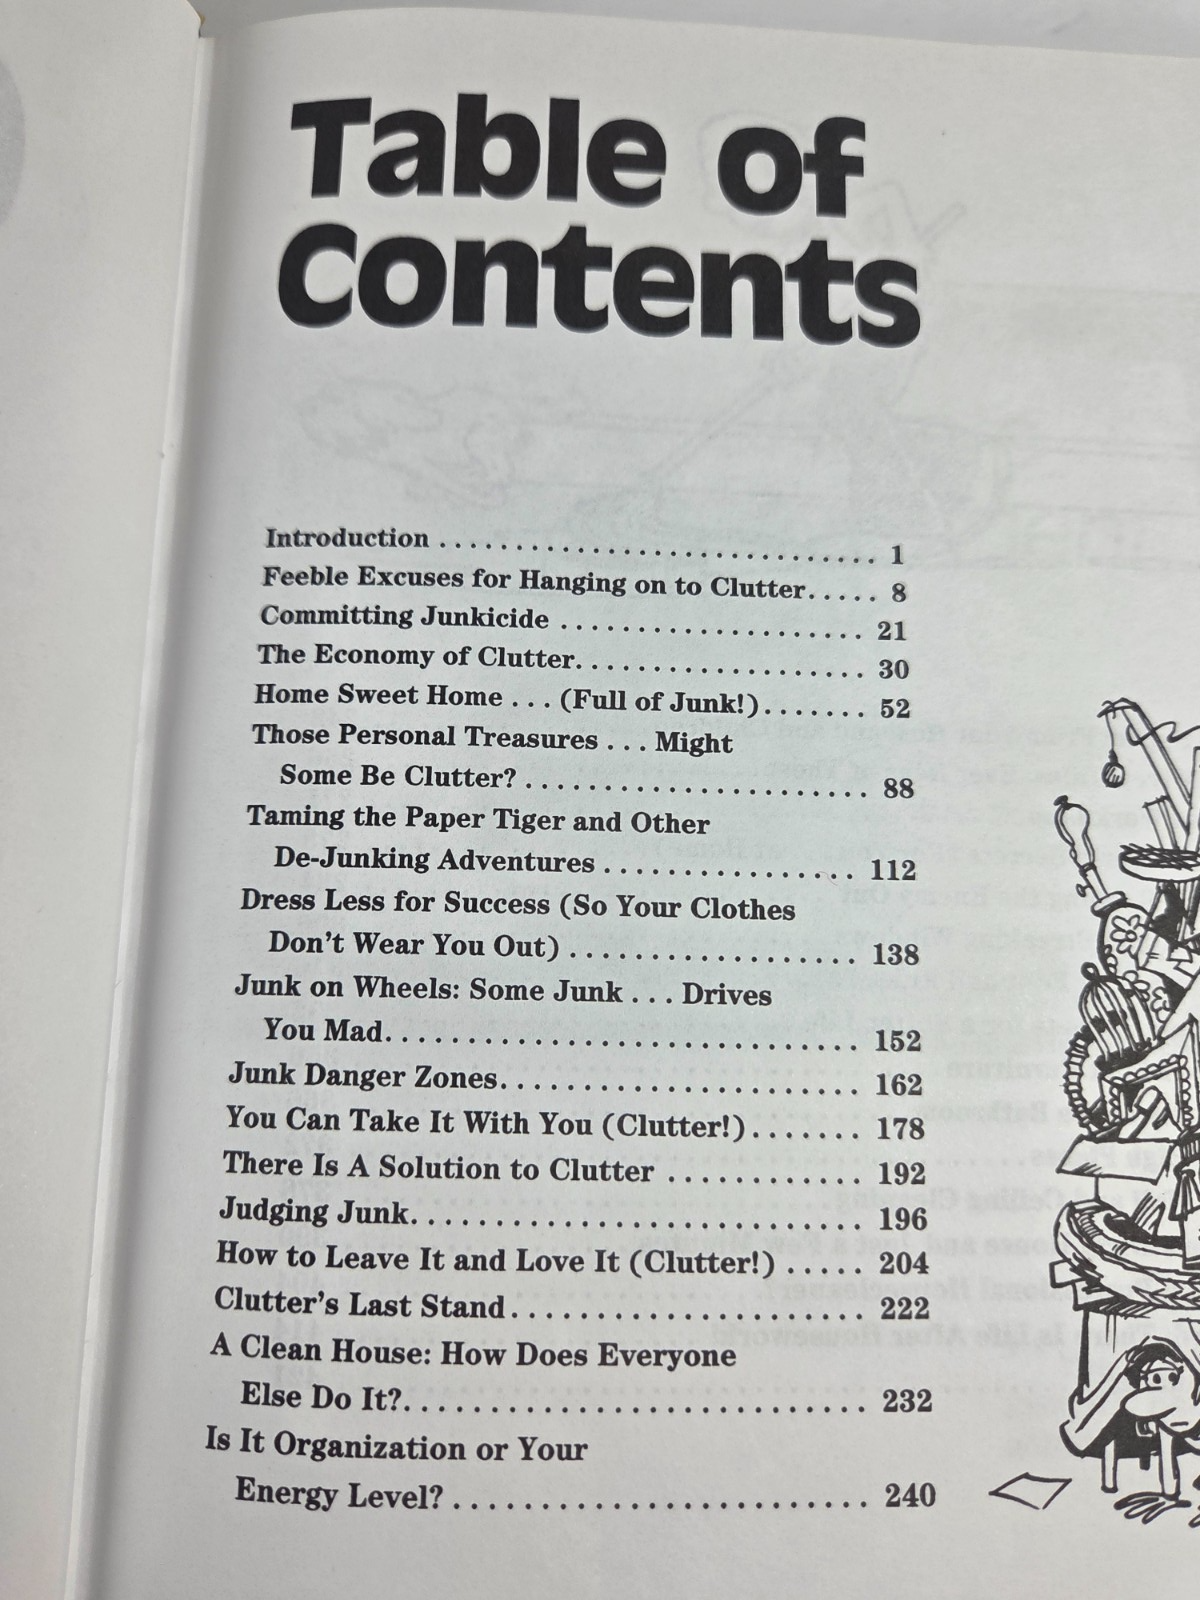 Table of
Contents
Introduction . . . . . . . . . . . . . . . . . . . . . . . . . . . . . 1
Feeble Excuses for Hanging on to Clutter. . . . . 8
Committing Junkicide . . . . . . . . . . . . . . . . . . . . 21
The Economy of Clutter. . . . . . . . . . . . . . . . . . . 30
Home Sweet Home . . . (Full of Junk!). . . . . . . 52
Those Personal Treasures . . . Might
Some Be Clutter? . . . . . . . . . . . . . . . . . . . . . . . 88
Taming the Paper Tiger and Other
De-Junking Adventures . . . . . . . . . . . . . . . . 112
Dress Less for Success (So Your Clothes
Don't Wear You Out) . . . . . . . . . . . . . . . . . . . 138
Junk on Wheels: Some Junk . . . Drives
You Mad. . . . . . . . . . . . . . . . . . . . . . . . . . . . . . . 152
Junk Danger Zones. . . . . . . . . . . . . . . . . . . . . . . 162
You Can Take It With You (Clutter!). . . . . . . 178
There Is A Solution to Clutter . . . . . . . . . . . . 192
Judging Junk. . . . . . . . . . . . . . . . . . . . . . . . . . . . 196
How to Leave It and Love It (Clutter!) . . . . . 204
Clutter's Last Stand. . . . . . . . . . . . . . . . . . . . . . 222
A Clean House: How Does Everyone
Else Do It?. . . . . . . . . . . . . . . . . . . . . . . . . . . . 232
Is It Organization or Your
Energy Level? . . . . . . . . . . . . . . . . . . . . . . . . . 240